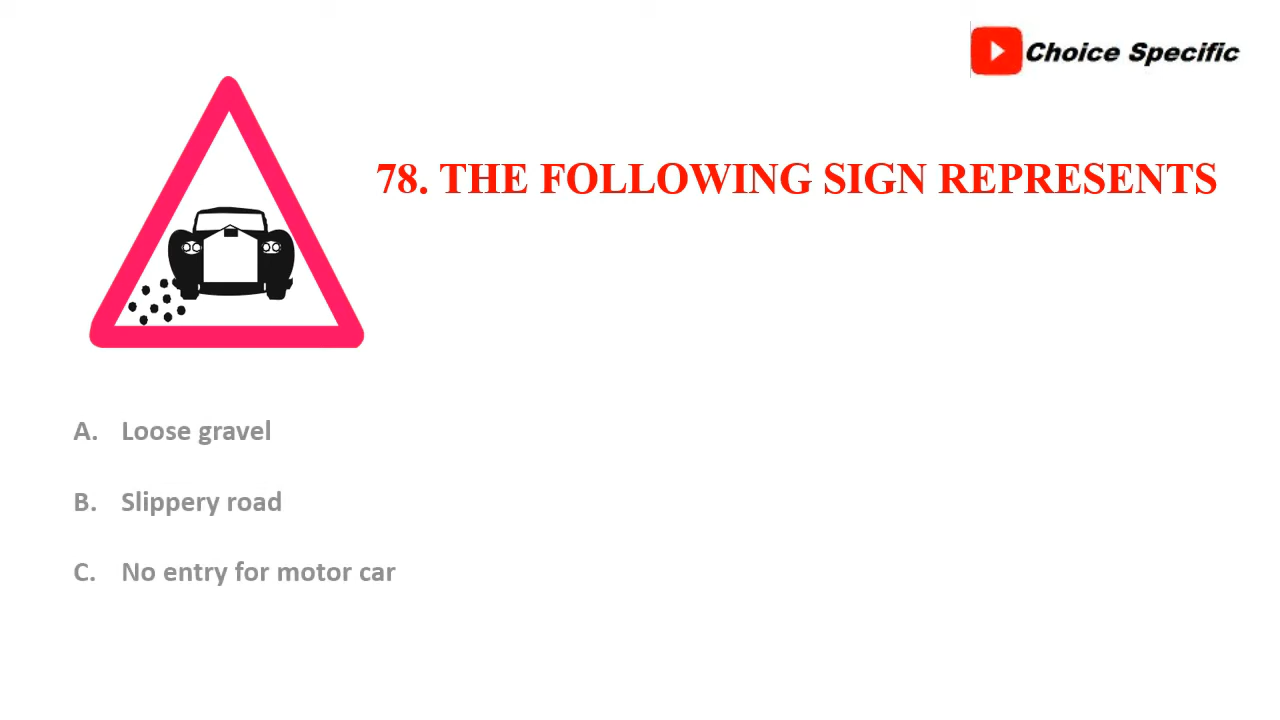 Choice Specific
78. THE FOLLOWING SIGN REPRESENTS
A. Loose gravel
B. Slippery road
C. No entry for motor car